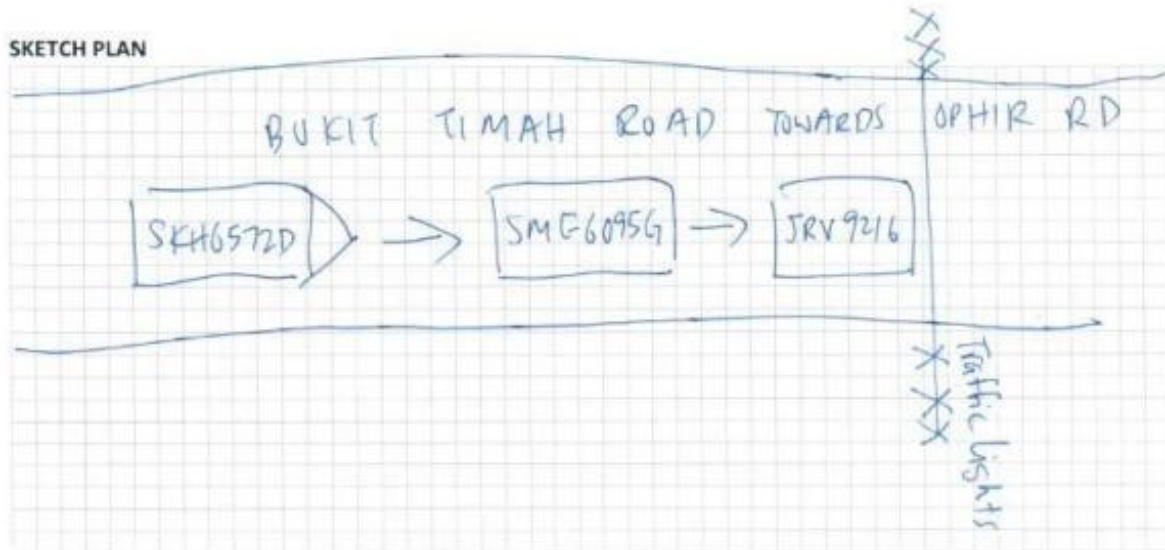 SKETCH PLAN
BUKIT TIMAH ROAD TOWARDS OPHIR RD
SKH6572D SMG6095G JRV9216
Traffic Lights